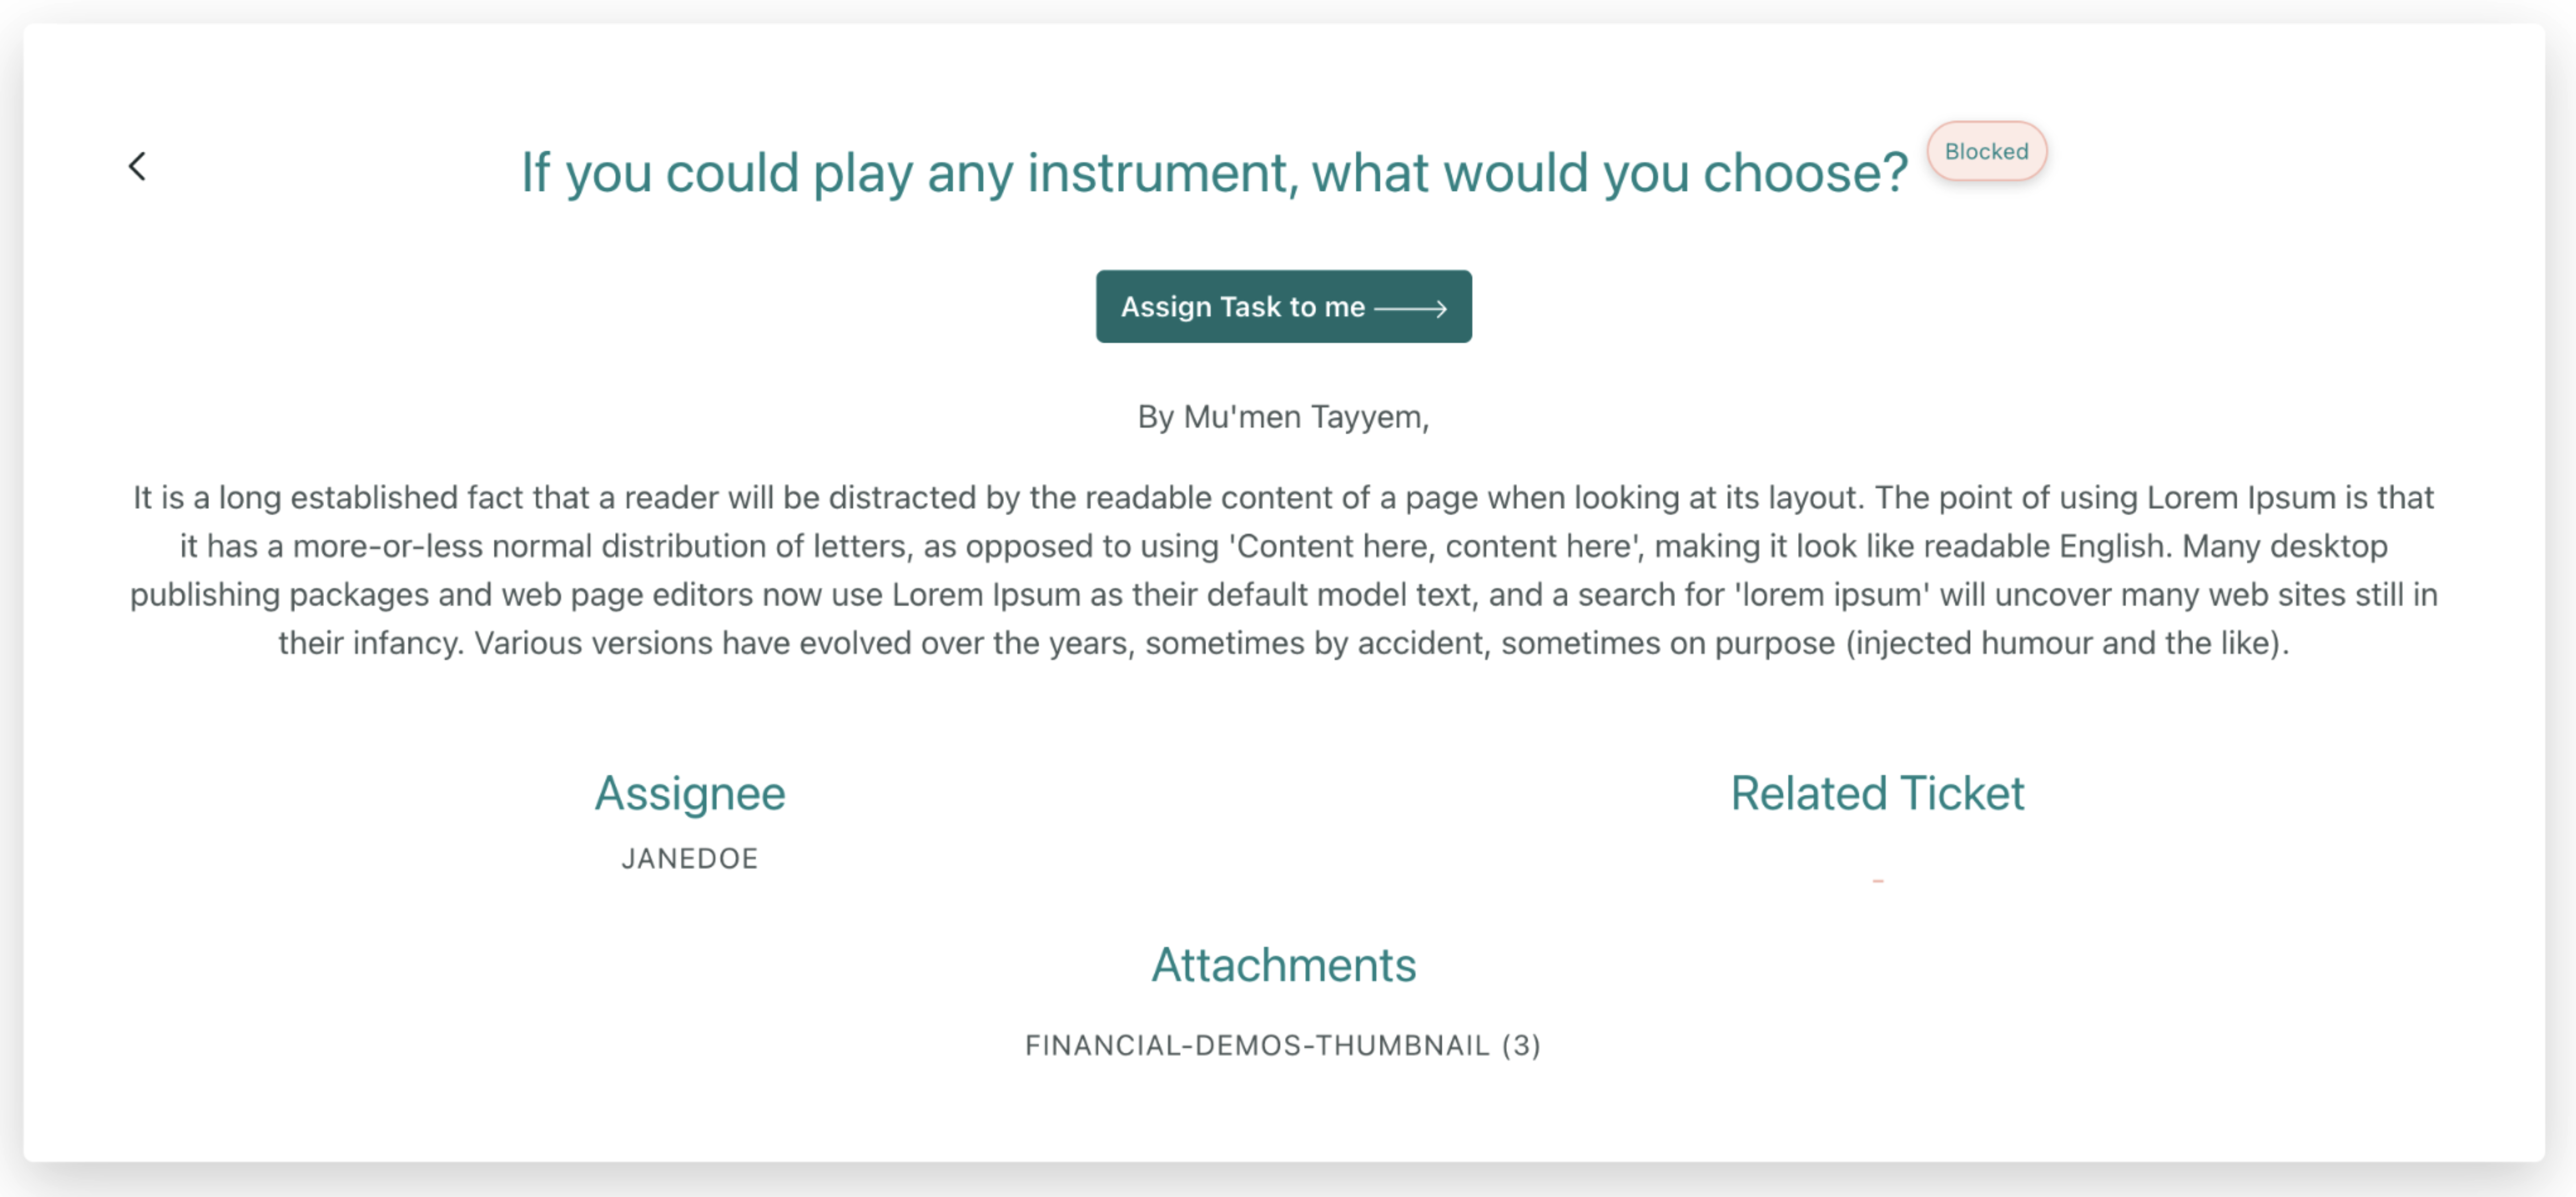 If you could play any instrument, what would you choose?
Blocked
Assign Task to me
By Mu'men Tayyem,
It is a long established fact that a reader will be distracted by the readable content of a page when looking at its layout. The point of using Lorem Ipsum is that
it has a more-or-less normal distribution of letters, as opposed to using 'Content here, content here', making it look like readable English. Many desktop
publishing packages and web page editors now use Lorem Ipsum as their default model text, and a search for 'lorem ipsum' will uncover many web sites still in
their infancy. Various versions have evolved over the years, sometimes by accident, sometimes on purpose (injected humour and the like).
Assignee
JANEDOE
Related Ticket
-
Attachments
FINANCIAL-DEMOS-THUMBNAIL (3)